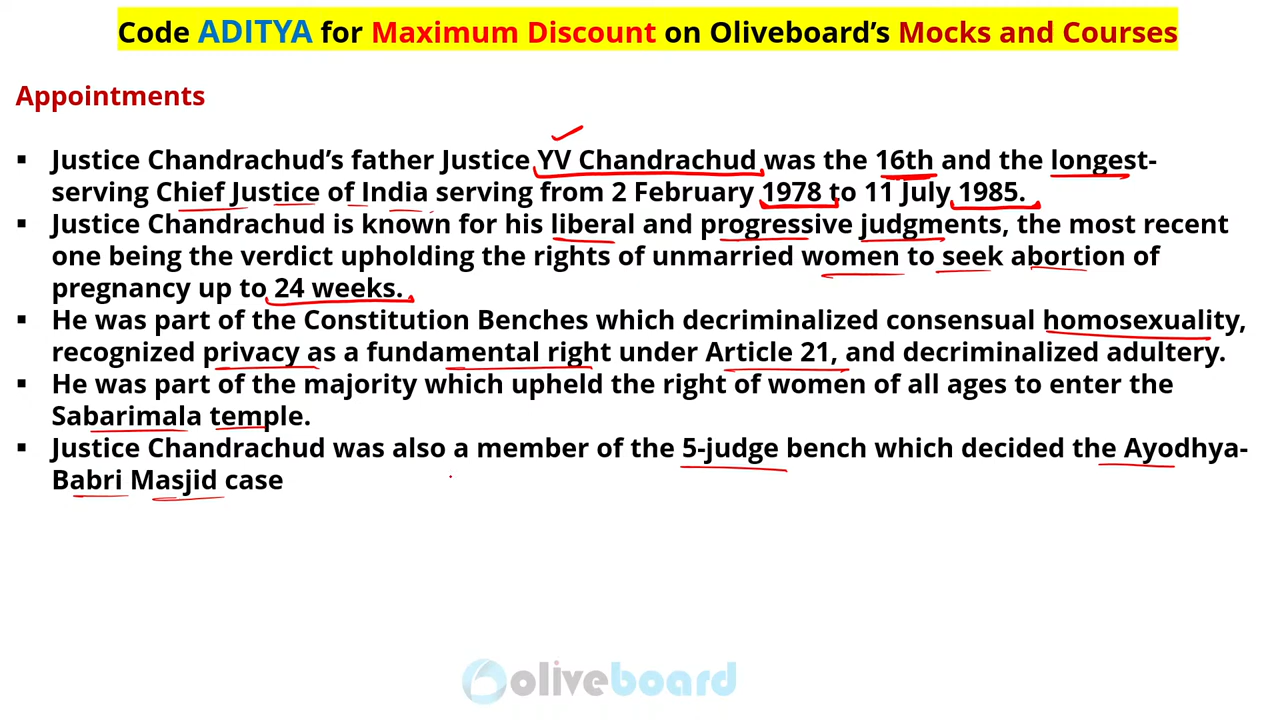 Code ADITYA for Maximum Discount on Oliveboard's Mocks and Courses
Appointments
▪ Justice Chandrachud's father Justice YV Chandrachud was the 16th and the longest-
serving Chief Justice of India serving from 2 February 1978 to 11 July 1985.
▪ Justice Chandrachud is known for his liberal and progressive judgments, the most recent
one being the verdict upholding the rights of unmarried women to seek abortion of
pregnancy up to 24 weeks.
▪ He was part of the Constitution Benches which decriminalized consensual homosexuality,
recognized privacy as a fundamental right under Article 21, and decriminalized adultery.
▪ He was part of the majority which upheld the right of women of all ages to enter the
Sabarimala temple.
▪ Justice Chandrachud was also a member of the 5-judge bench which decided the Ayodhya-
Babri Masjid case
oliveboard